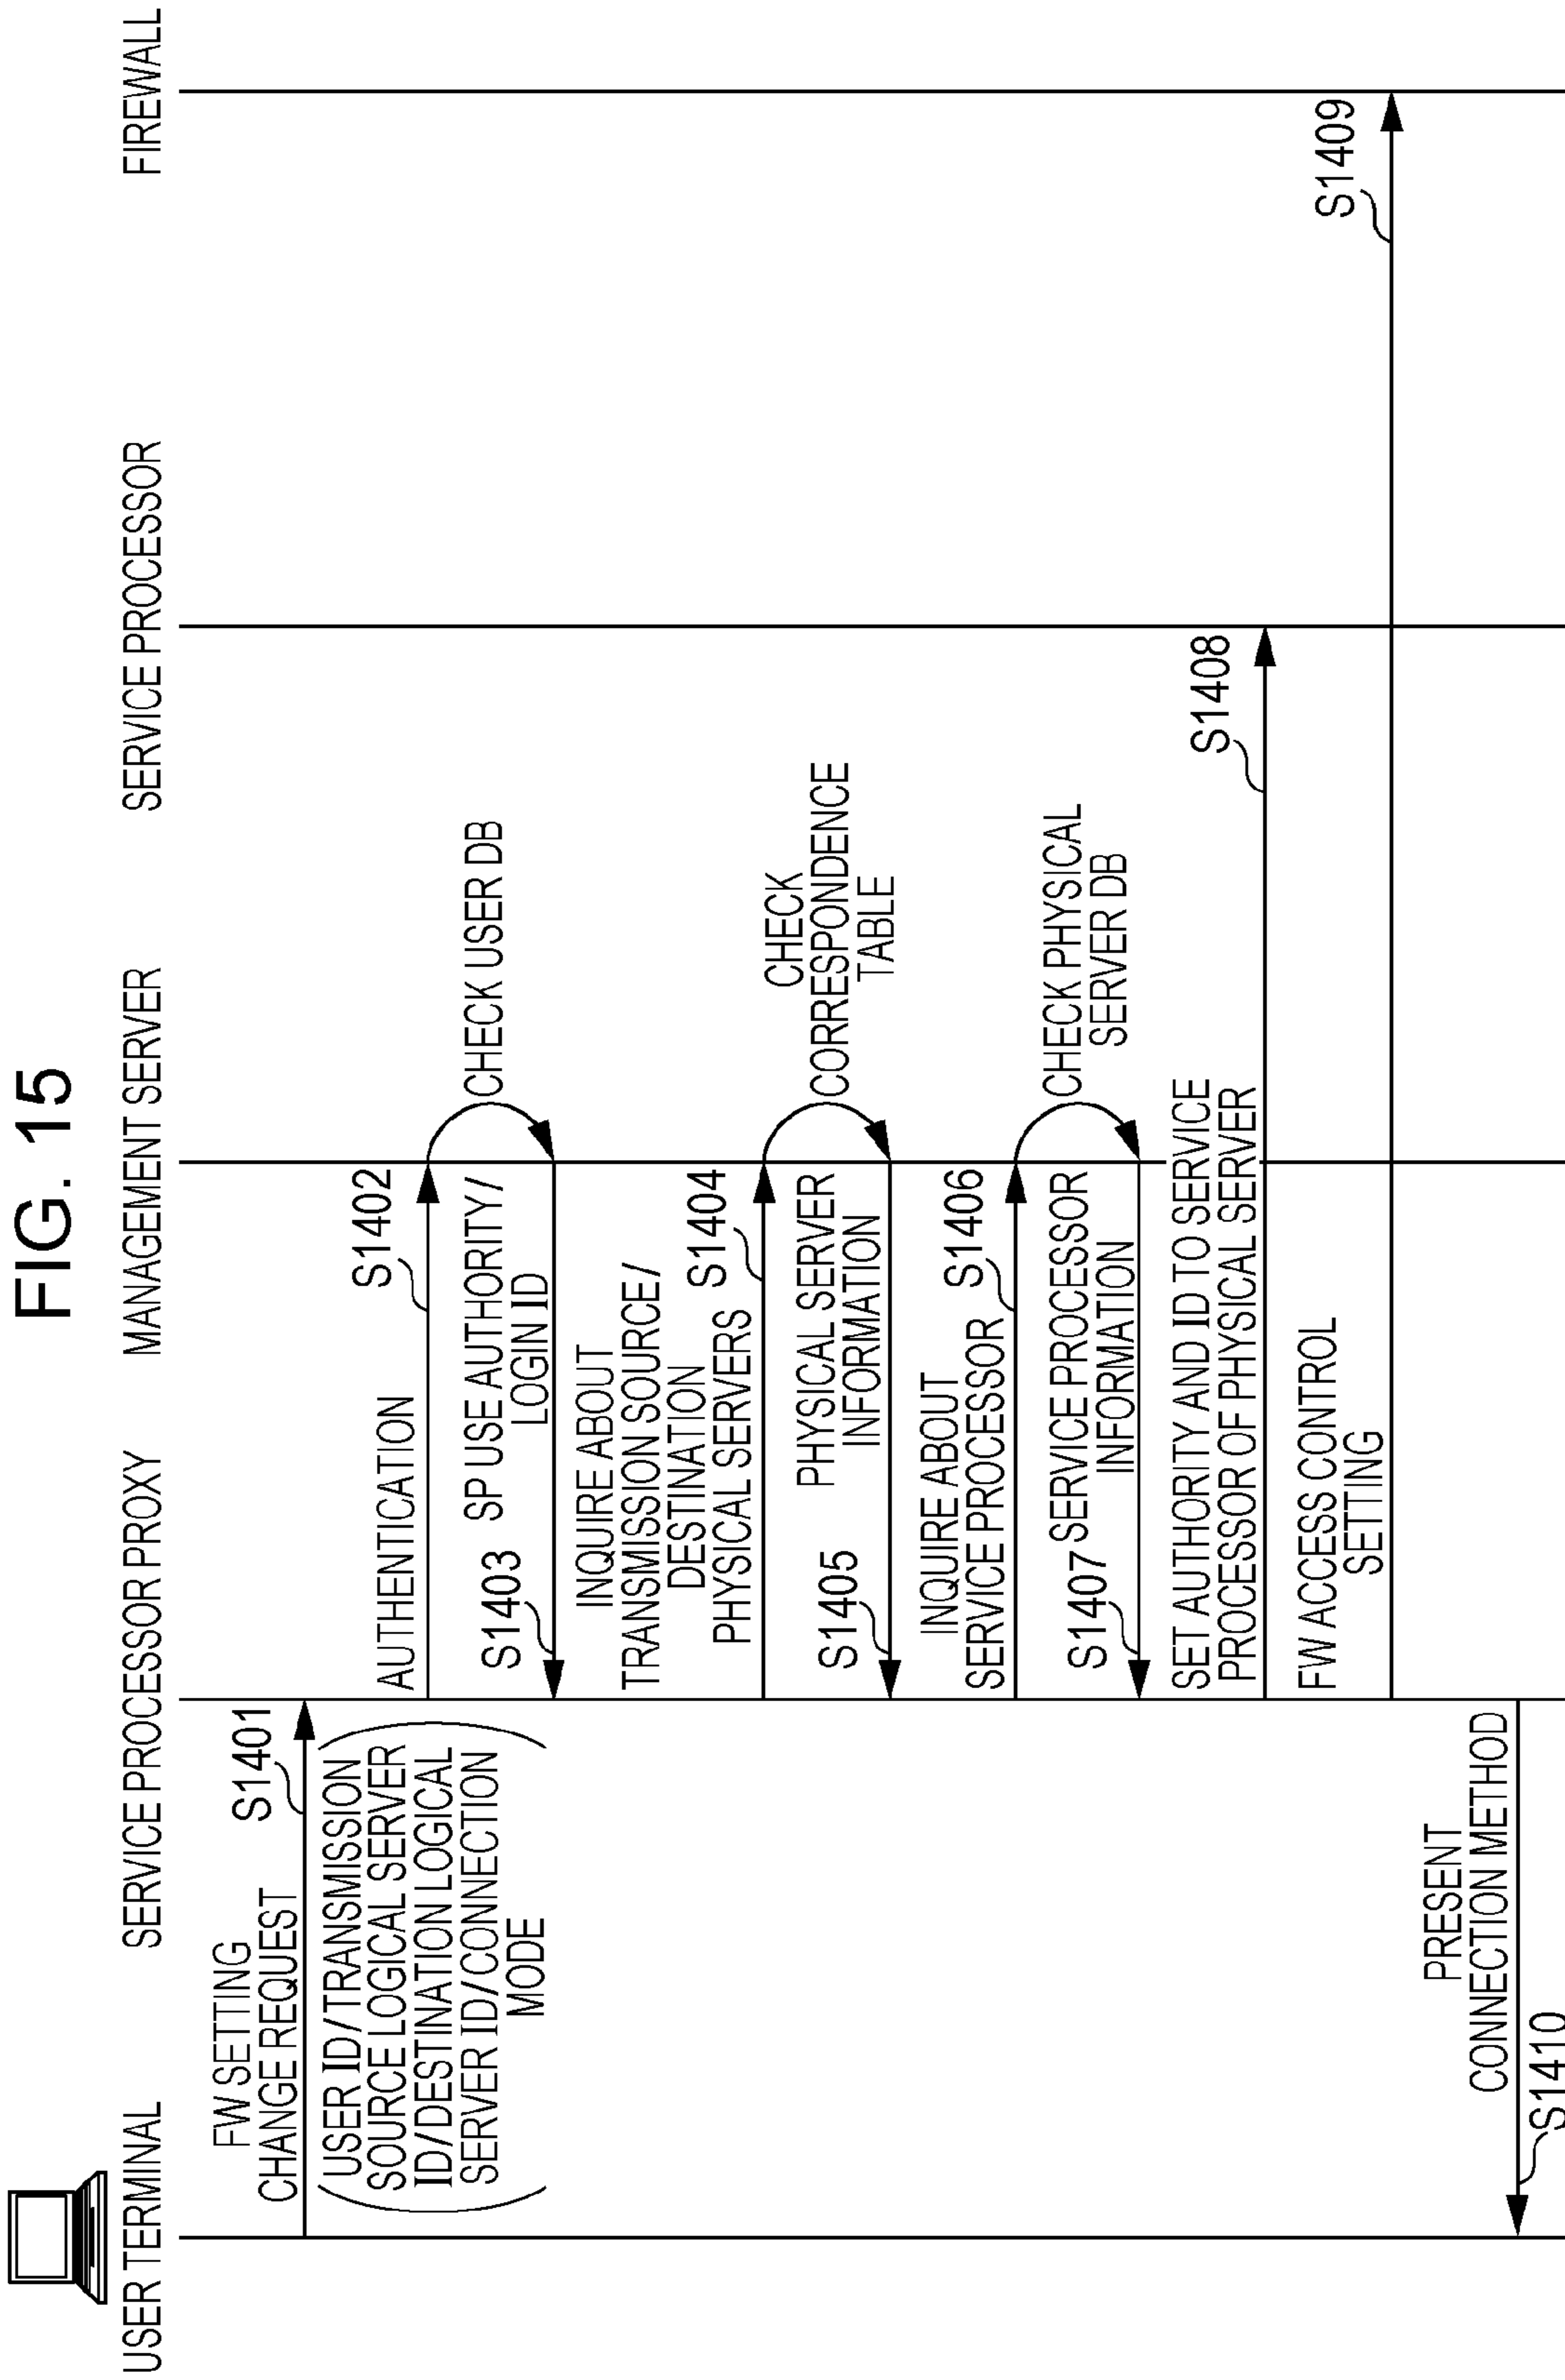 FIG. 15
USER TERMINAL
SERVICE PROCESSOR PROXY
MANAGEMENT SERVER
SERVICE PROCESSOR
FIREWALL
FW SETTING
CHANGE REQUEST
S1401
USER ID/TRANSMISSION
SOURCE LOGICAL SERVER
ID/DESTINATION LOGICAL
SERVER ID/CONNECTION
MODE
AUTHENTICATION
S1402
CHECK USER DB
S1403
SP USE AUTHORITY/
LOGIN ID
INQUIRE ABOUT
TRANSMISSION SOURCE/
DESTINATION
PHYSICAL SERVERS
S1404
CHECK
CORRESPONDENCE
TABLE
S1405
PHYSICAL SERVER
INFORMATION
INQUIRE ABOUT
SERVICE PROCESSOR
S1406
CHECK PHYSICAL
SERVER DB
S1407
SERVICE PROCESSOR
INFORMATION
SET AUTHORITY AND ID TO SERVICE
PROCESSOR OF PHYSICAL SERVER
S1408
FW ACCESS CONTROL
SETTING
S1409
PRESENT
CONNECTION METHOD
S1410